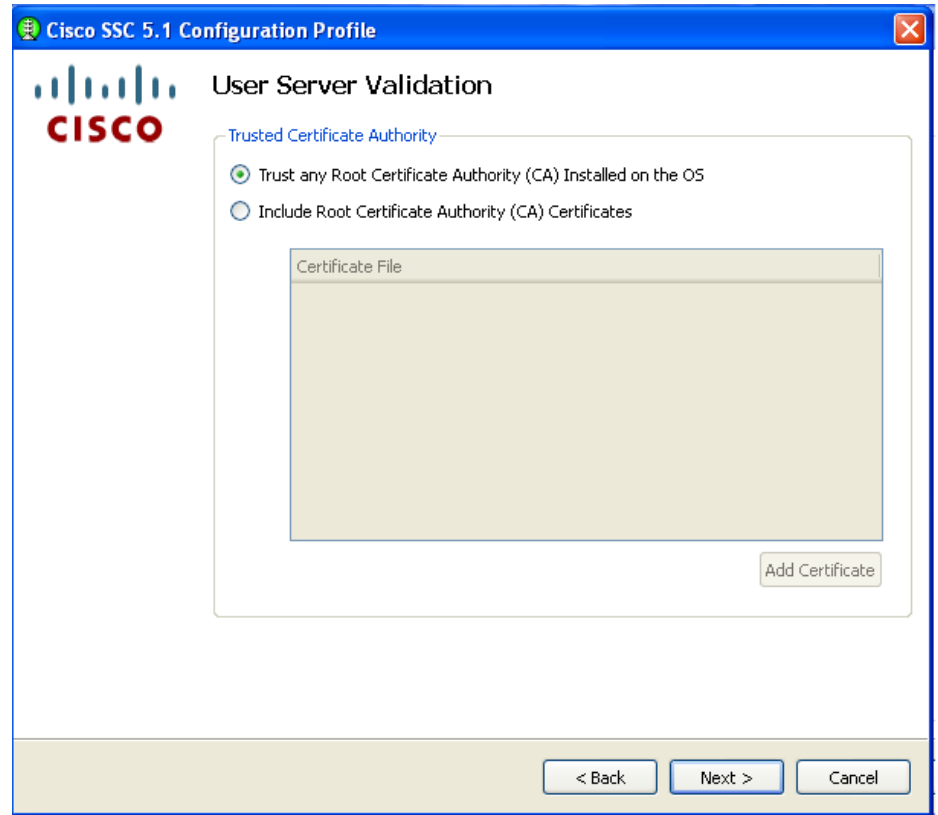 Cisco SSC 5.1 Configuration Profile
CISCO
User Server Validation
Trusted Certificate Authority
Trust any Root Certificate Authority (CA) Installed on the OS
Include Root Certificate Authority (CA) Certificates
Certificate File
Add Certificate
< Back
Next >
Cancel